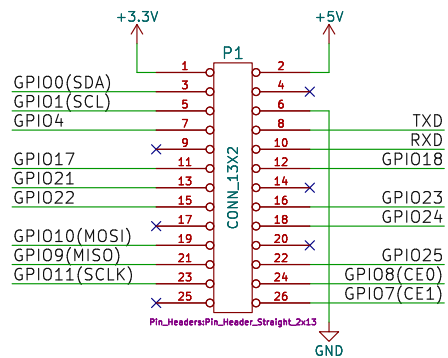 +3.3V +5V
P1
1 2
GPIO0(SDA) 3 4
GPIO1(SCL) 5 6
GPIO4 7 8 TXD
9 10 RXD
GPIO17 11 12 GPIO18
GPIO21 13 14
GPIO22 15 16 GPIO23
17 18 GPIO24
GPIO10(MOSI) 19 20
GPIO9(MISO) 21 22 GPIO25
GPIO11(SCLK) 23 24 GPIO8(CE0)
25 26 GPIO7(CE1)
CONN_13X2
Pin_Headers:Pin_Header_Straight_2x13
GND